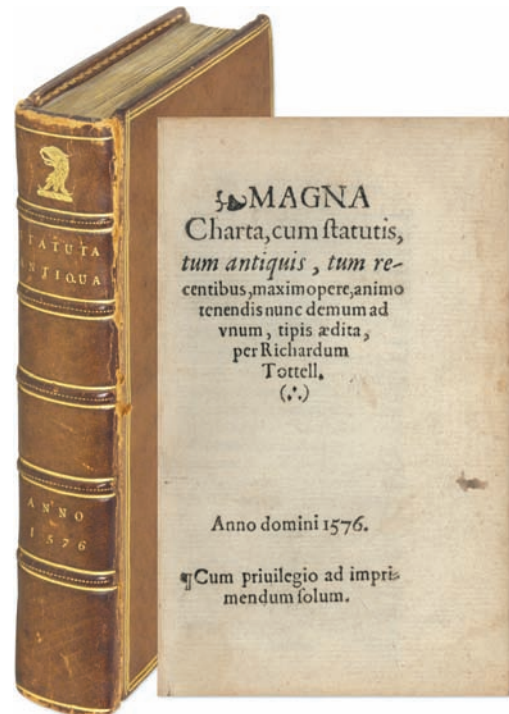 STATUTA
ANTIQUA
ANNO
1576
MAGNA
Charta,cum ſtatutis,
tum antiquis, tum re-
centibus,maximopere,animo
tenendis nunc demum ad
vnum, tipis ædita,
per Richardum
Tottell.
(∴)
Anno domini 1576.
¶Cum priuilegio ad impri-
mendum ſolum.